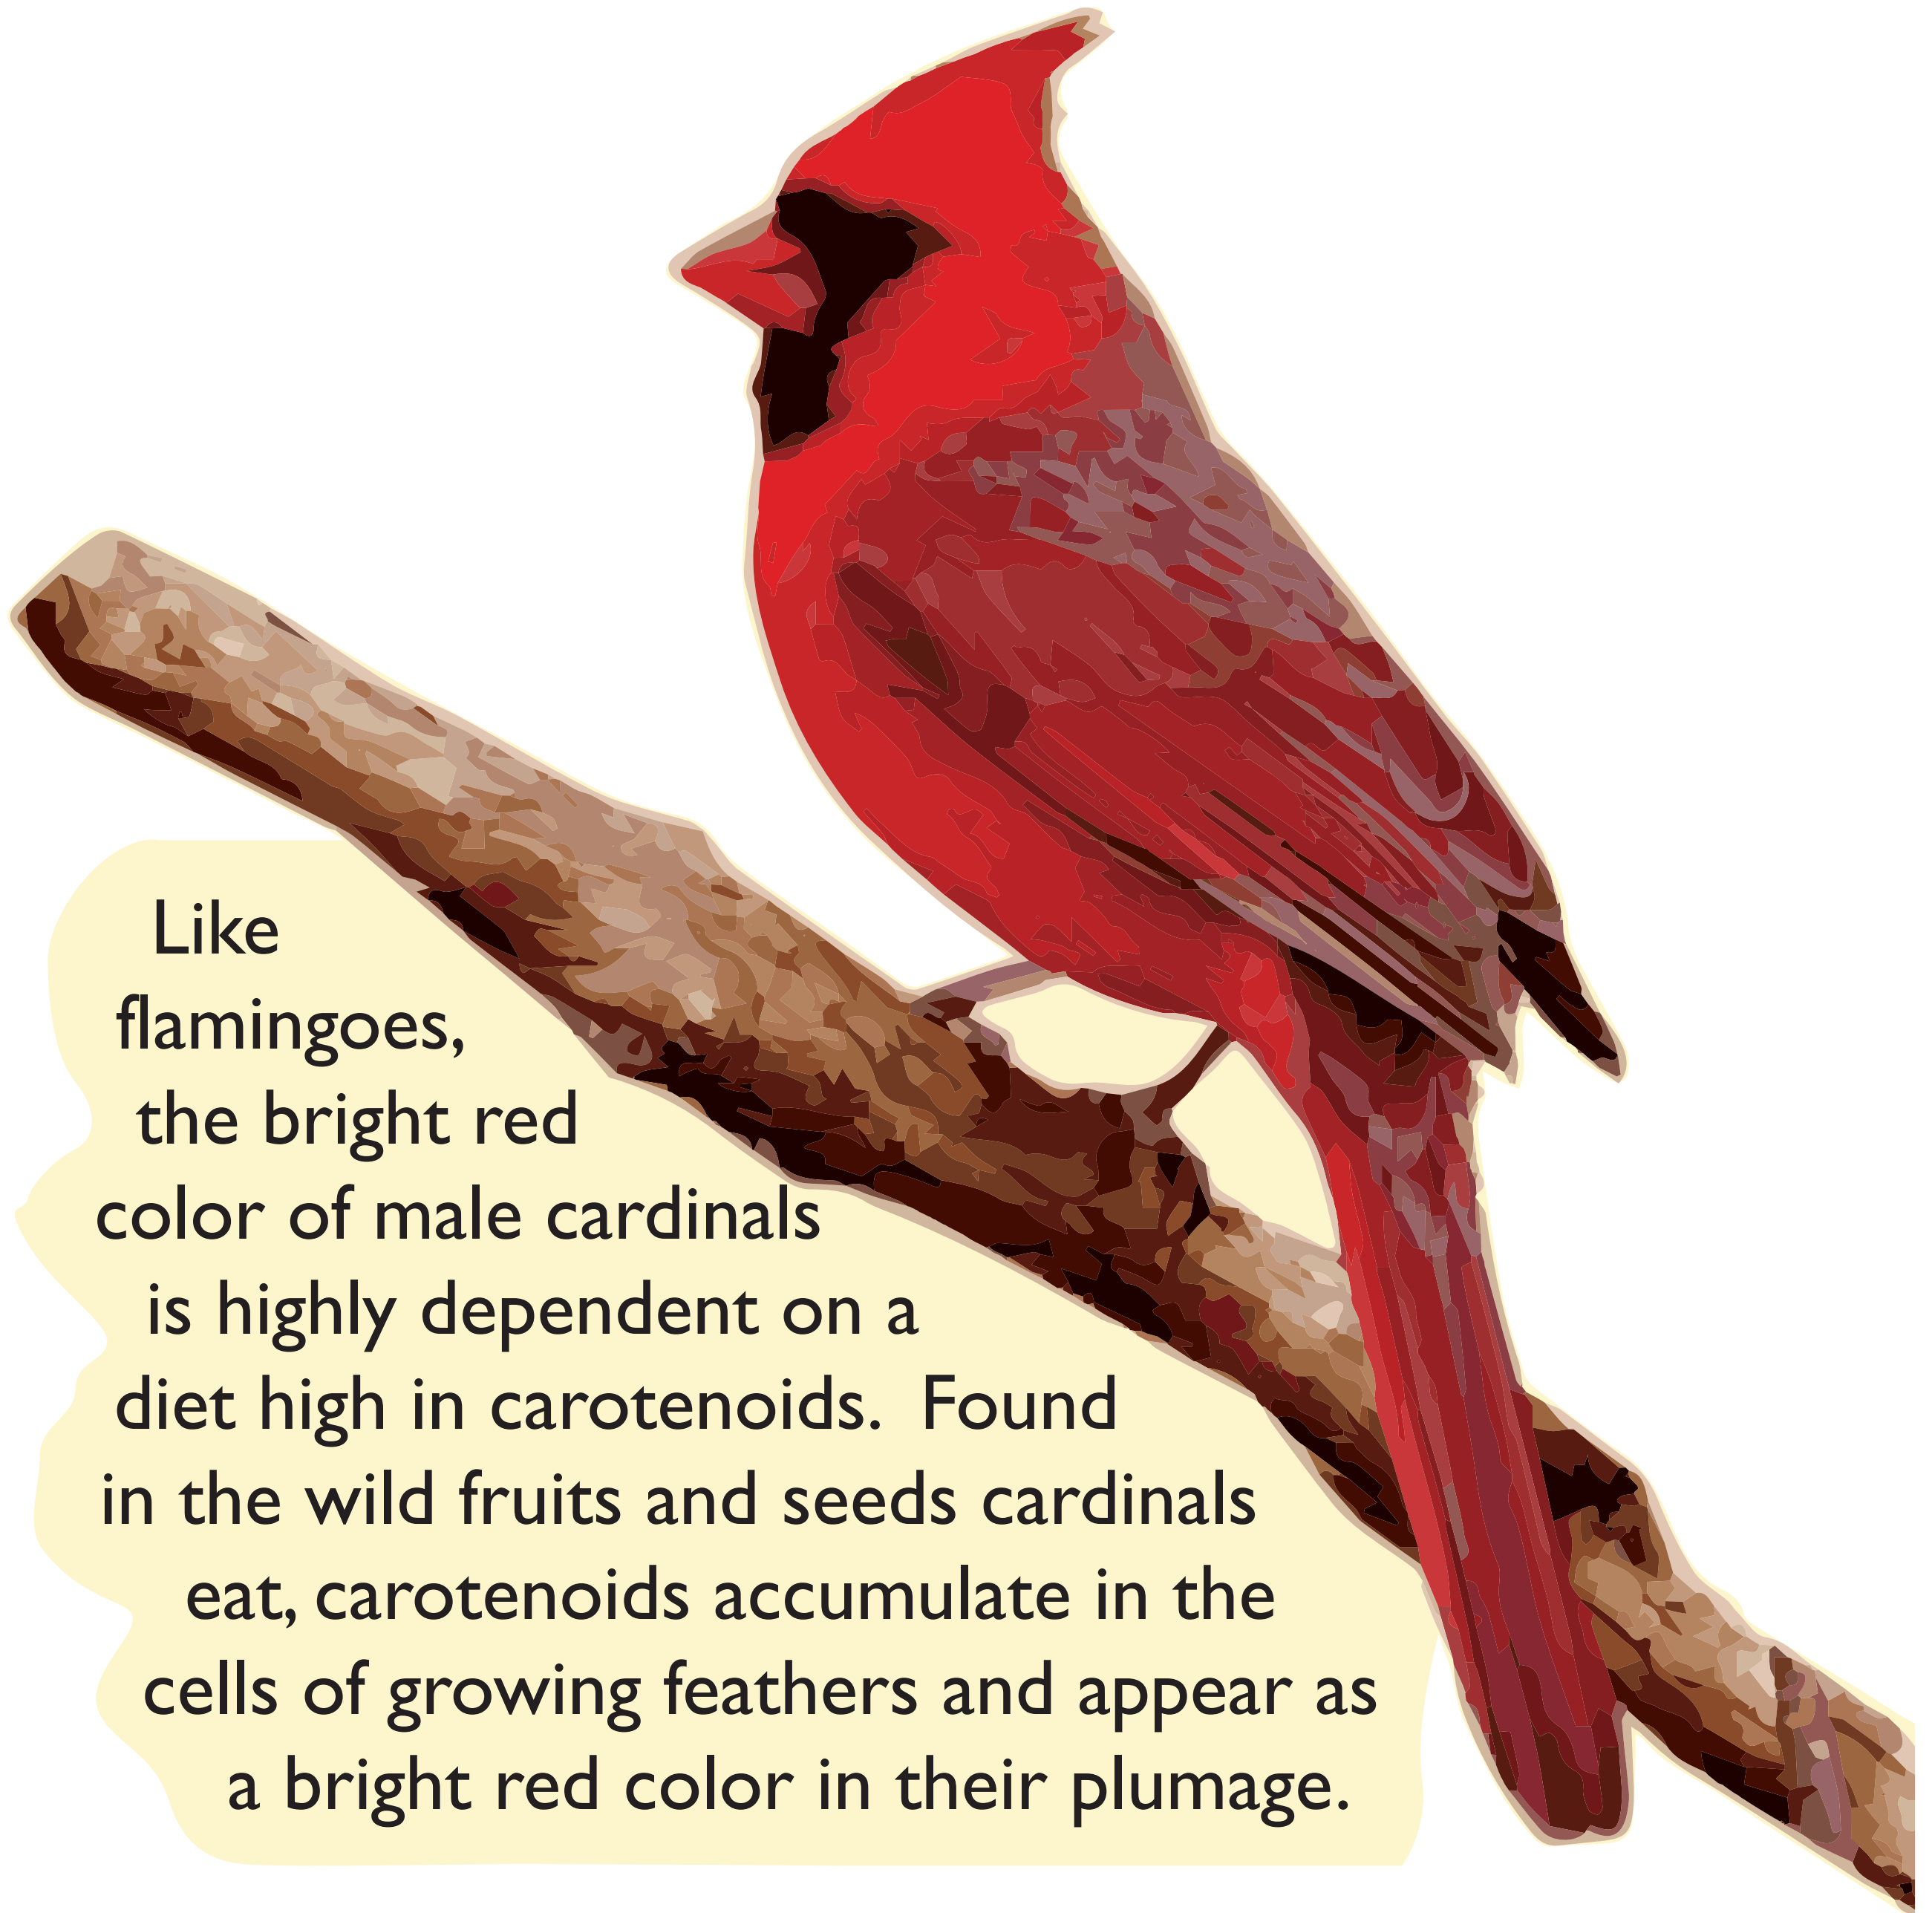 Like
flamingoes,
the bright red
color of male cardinals
is highly dependent on a
diet high in carotenoids.  Found
in the wild fruits and seeds cardinals
eat, carotenoids accumulate in the
cells of growing feathers and appear as
a bright red color in their plumage.